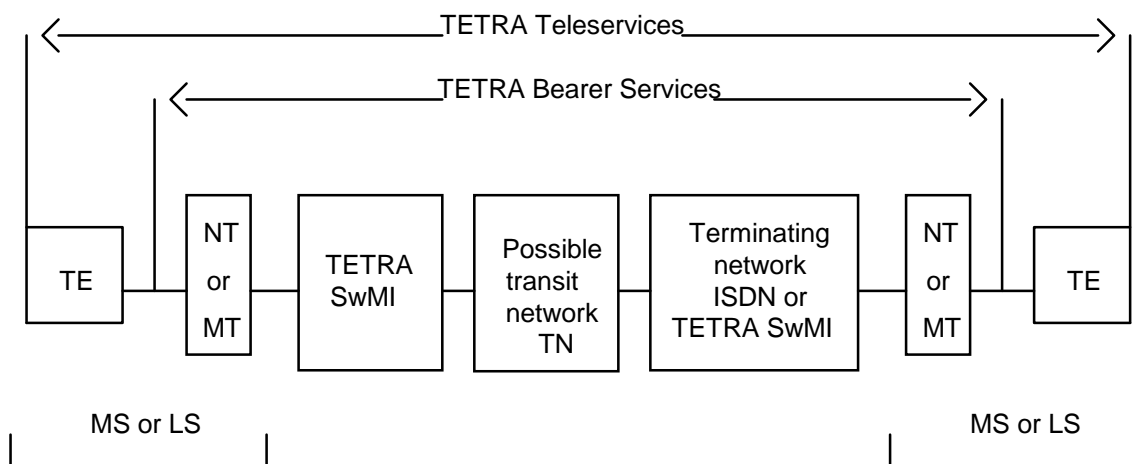 TETRA Teleservices
TETRA Bearer Services
TE
NT
or
MT
TETRA
SwMI
Possible
transit
network
TN
Terminating
network
ISDN or
TETRA SwMI
NT
or
MT
TE
MS or LS
MS or LS